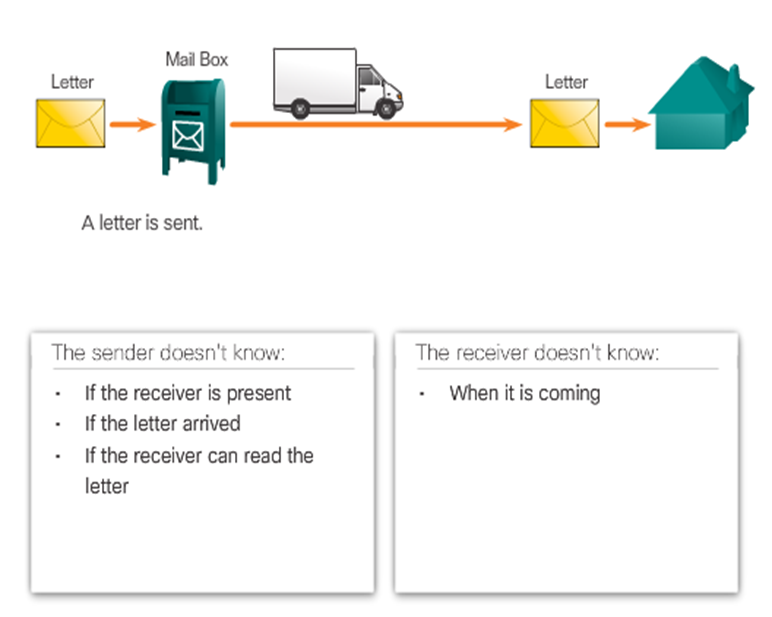 Mail Box
Letter
Letter
A letter is sent.
The sender doesn't know:
· If the receiver is present
· If the letter arrived
· If the receiver can read the
letter
The receiver doesn't know:
· When it is coming